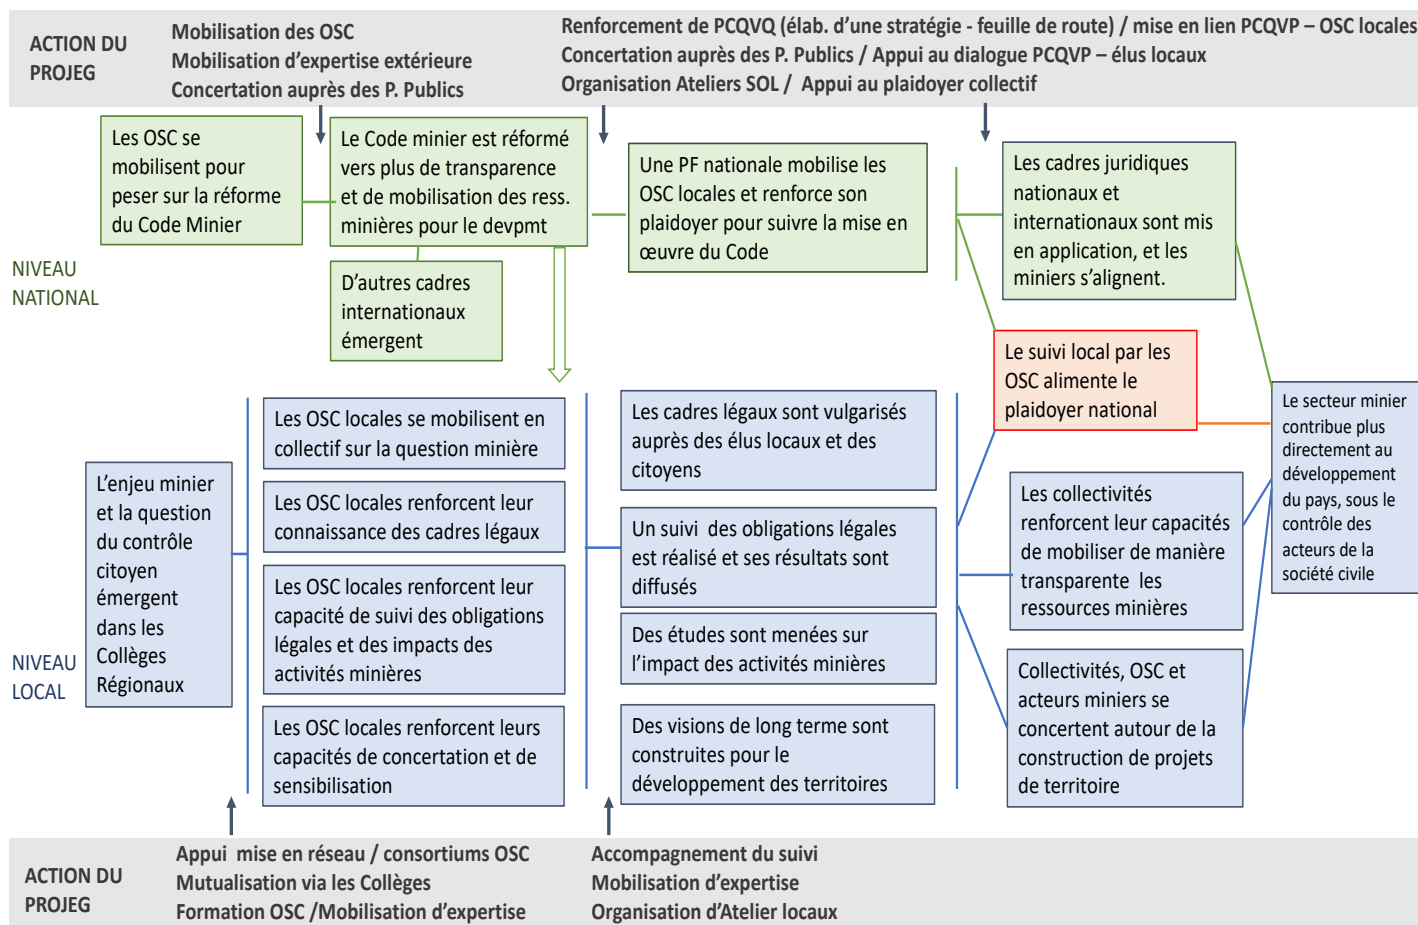 ACTION DU
PROJEG
Mobilisation des OSC
Mobilisation d'expertise extérieure
Concertation auprès des P. Publics
Renforcement de PCQVQ (élab. d'une stratégie - feuille de route) / mise en lien PCQVP – OSC locales
Concertation auprès des P. Publics / Appui au dialogue PCQVP – élus locaux
Organisation Ateliers SOL / Appui au plaidoyer collectif
NIVEAU
NATIONAL
Les OSC se
mobilisent pour
peser sur la réforme
du Code Minier
Le Code minier est réformé
vers plus de transparence
et de mobilisation des ress.
minières pour le devpmt
D'autres cadres
internationaux
émergent
Une PF nationale mobilise les
OSC locales et renforce son
plaidoyer pour suivre la mise en
œuvre du Code
Les cadres juridiques
nationaux et
internationaux sont mis
en application, et les
miniers s'alignent.
Le suivi local par les
OSC alimente le
plaidoyer national
NIVEAU
LOCAL
L'enjeu minier
et la question
du contrôle
citoyen
émergent
dans les
Collèges
Régionaux
Les OSC locales se mobilisent en
collectif sur la question minière
Les OSC locales renforcent leur
connaissance des cadres légaux
Les OSC locales renforcent leur
capacité de suivi des obligations
légales et des impacts des
activités minières
Les OSC locales renforcent leurs
capacités de concertation et de
sensibilisation
Les cadres légaux sont vulgarisés
auprès des élus locaux et des
citoyens
Un suivi des obligations légales
est réalisé et ses résultats sont
diffusés
Des études sont menées sur
l'impact des activités minières
Des visions de long terme sont
construites pour le
développement des territoires
Les collectivités
renforcent leur capacités
de mobiliser de manière
transparente les
ressources minières
Collectivités, OSC et
acteurs miniers se
concertent autour de la
construction de projets
de territoire
Le secteur minier
contribue plus
directement au
développement
du pays, sous le
contrôle des
acteurs de la
société civile
ACTION DU
PROJEG
Appui mise en réseau / consortiums OSC
Mutualisation via les Collèges
Formation OSC /Mobilisation d'expertise
Accompagnement du suivi
Mobilisation d'expertise
Organisation d'Atelier locaux